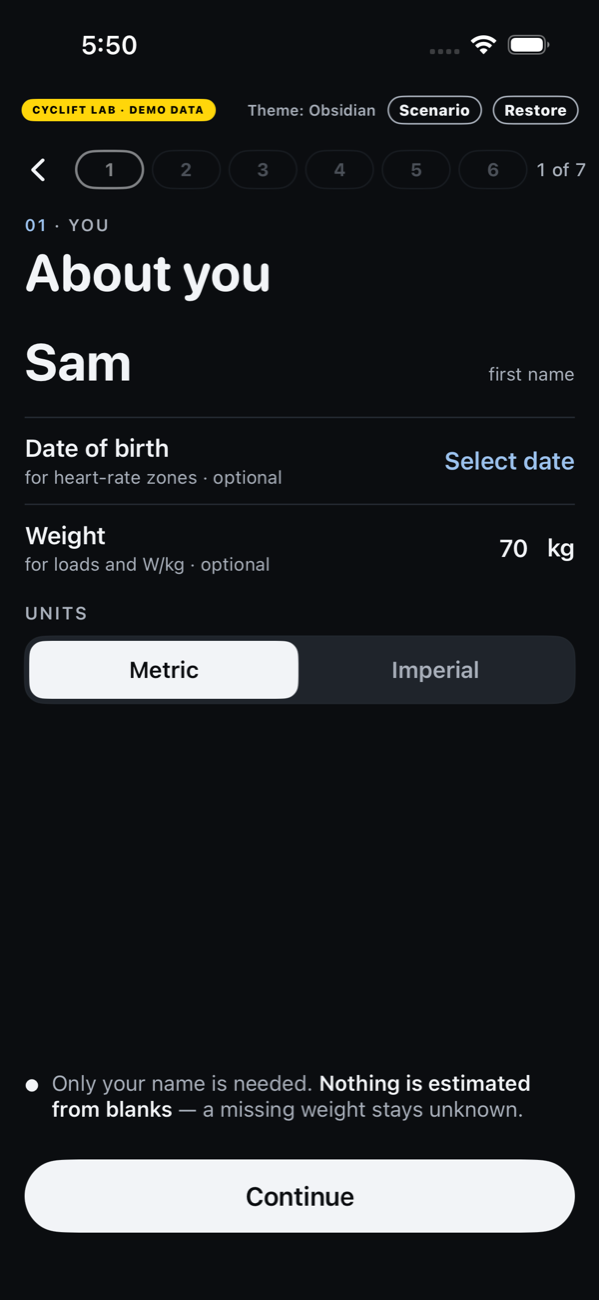 5:50
CYCLIFT LAB · DEMO DATA
Theme: Obsidian
Scenario
Restore
1
2
3
4
5
6
1 of 7
01 · YOU
About you
Sam
first name
Date of birth
for heart-rate zones · optional
Select date
Weight
for loads and W/kg · optional
70 kg
UNITS
Metric
Imperial
Only your name is needed. Nothing is estimated
from blanks — a missing weight stays unknown.
Continue